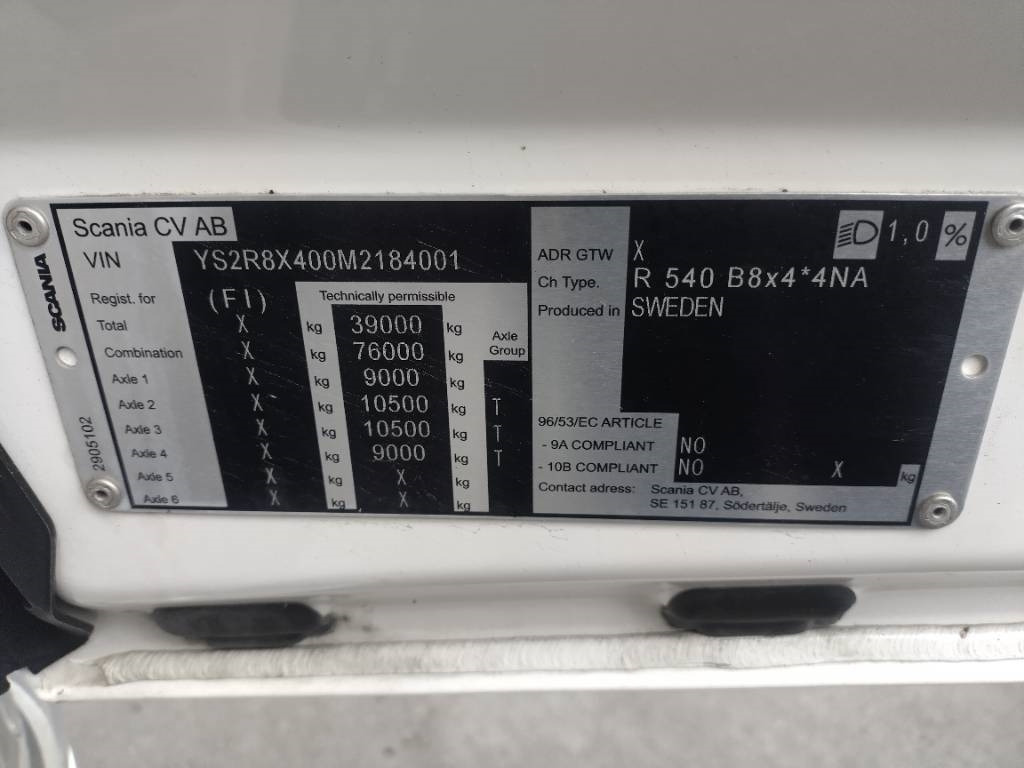 Scania CV AB
VIN YS2R8X400M2184001
Regist. for (FI) Technically permissible
Total X kg 39000 kg Axle Group
Combination X kg 76000 kg
Axle 1 X kg 9000 kg
Axle 2 X kg 10500 kg T
Axle 3 X kg 10500 kg T
Axle 4 X kg 9000 kg T
Axle 5 X kg X kg
Axle 6 X kg X kg
SCANIA
2905102
1,0 %
ADR GTW X
Ch Type. R 540 B8x4*4NA
Produced in SWEDEN
96/53/EC ARTICLE
- 9A COMPLIANT NO
- 10B COMPLIANT NO X kg
Contact adress: Scania CV AB,
SE 151 87, Södertälje, Sweden